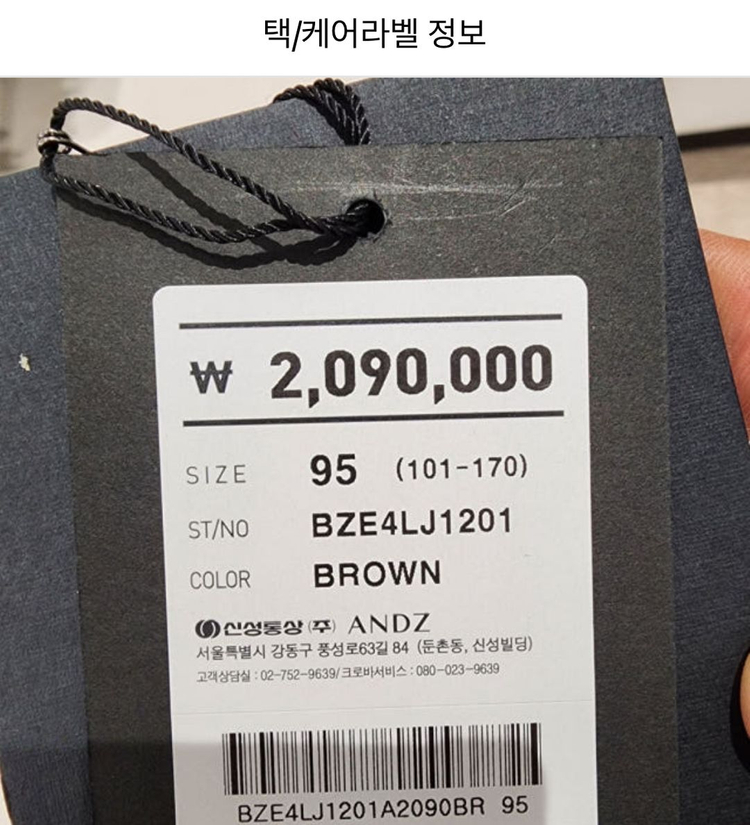 택/케어라벨 정보
₩ 2,090,000
SIZE 95 (101-170)
ST/NO BZE4LJ1201
COLOR BROWN
신성통상(주) ANDZ
서울특별시 강동구 풍성로63길 84 (둔촌동, 신성빌딩)
고객상담실 : 02-752-9639/크로바서비스 : 080-023-9639
BZE4LJ1201A2090BR 95